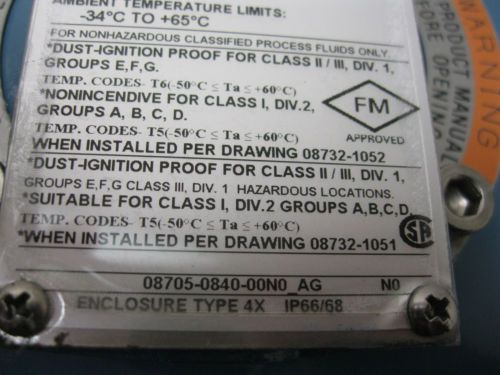 AMBIENT TEMPERATURE LIMITS:
-34°C TO +65°C
FOR NONHAZARDOUS CLASSIFIED PROCESS FLUIDS ONLY
*DUST-IGNITION PROOF FOR CLASS II / III, DIV. 1,
GROUPS E,F,G.
TEMP. CODES- T6(-50°C ≤ Ta ≤ +60°C)
*NONINCENDIVE FOR CLASS I, DIV.2,
GROUPS A, B, C, D.
TEMP. CODES- T5(-50°C ≤ Ta ≤ +60°C)
WHEN INSTALLED PER DRAWING 08732-1052
FM
APPROVED
*DUST-IGNITION PROOF FOR CLASS II / III, DIV. 1,
GROUPS E,F,G CLASS III, DIV. 1 HAZARDOUS LOCATIONS.
*SUITABLE FOR CLASS I, DIV.2 GROUPS A,B,C,D.
TEMP. CODES- T5(-50°C ≤ Ta ≤ +60°C)
*WHEN INSTALLED PER DRAWING 08732-1051
SA
08705-0840-00N0_AG N0
ENCLOSURE TYPE 4X IP66/68
WARNING
PRODUCT MANUAL
FORE OPENING